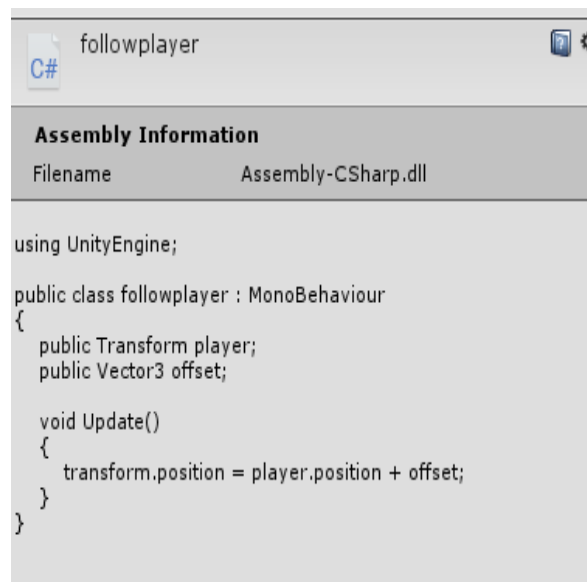 followplayer
C#
Assembly Information
Filename Assembly-CSharp.dll
using UnityEngine;
public class followplayer : MonoBehaviour
{
public Transform player;
public Vector3 offset;
void Update()
{
transform.position = player.position + offset;
}
}